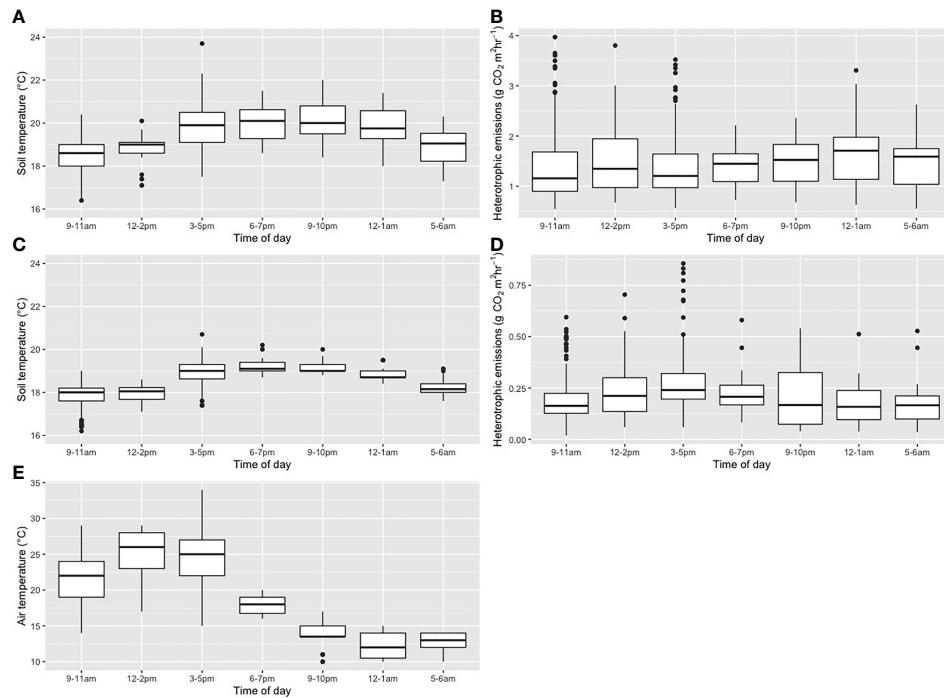 A
Soil temperature (°C)
24
22
20
18
16
9-11am 12-2pm 3-5pm 6-7pm 9-10pm 12-1am 5-6am
Time of day
B
Heterotrophic emissions (g CO₂ m²hr⁻¹)
4
3
2
1
9-11am 12-2pm 3-5pm 6-7pm 9-10pm 12-1am 5-6am
Time of day
C
Soil temperature (°C)
24
22
20
18
16
9-11am 12-2pm 3-5pm 6-7pm 9-10pm 12-1am 5-6am
Time of day
D
Heterotrophic emissions (g CO₂ m²hr⁻¹)
0.75
0.50
0.25
0.00
9-11am 12-2pm 3-5pm 6-7pm 9-10pm 12-1am 5-6am
Time of day
E
Air temperature (°C)
35
30
25
20
15
10
9-11am 12-2pm 3-5pm 6-7pm 9-10pm 12-1am 5-6am
Time of day